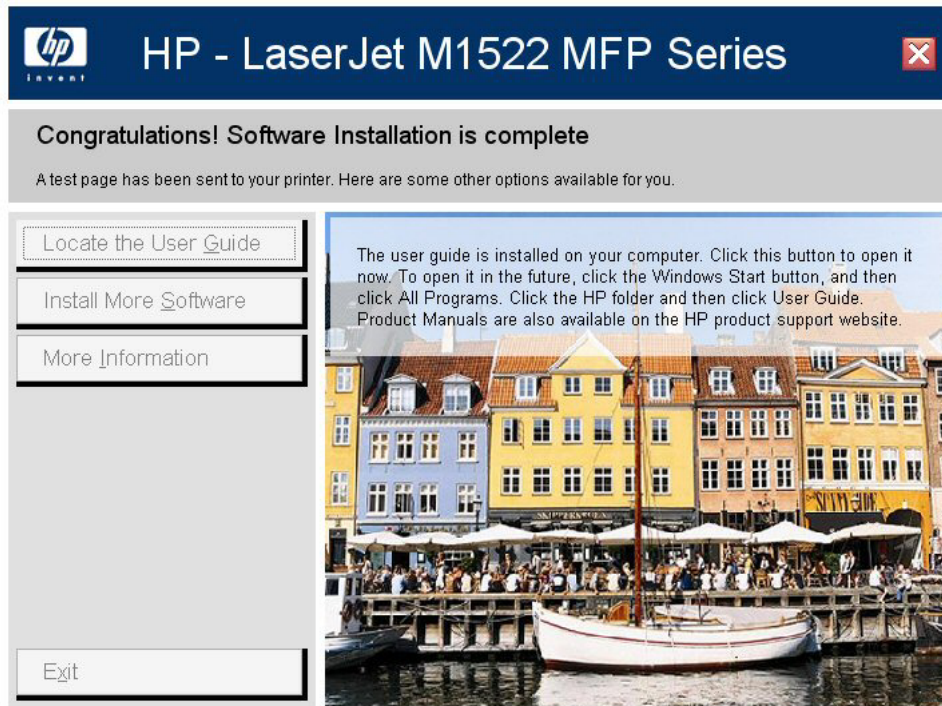 hp
invent
HP - LaserJet M1522 MFP Series
Congratulations! Software Installation is complete
A test page has been sent to your printer. Here are some other options available for you.
Locate the User Guide
Install More Software
More Information
Exit
The user guide is installed on your computer. Click this button to open it
now. To open it in the future, click the Windows Start button, and then
click All Programs. Click the HP folder and then click User Guide.
Product Manuals are also available on the HP product support website.